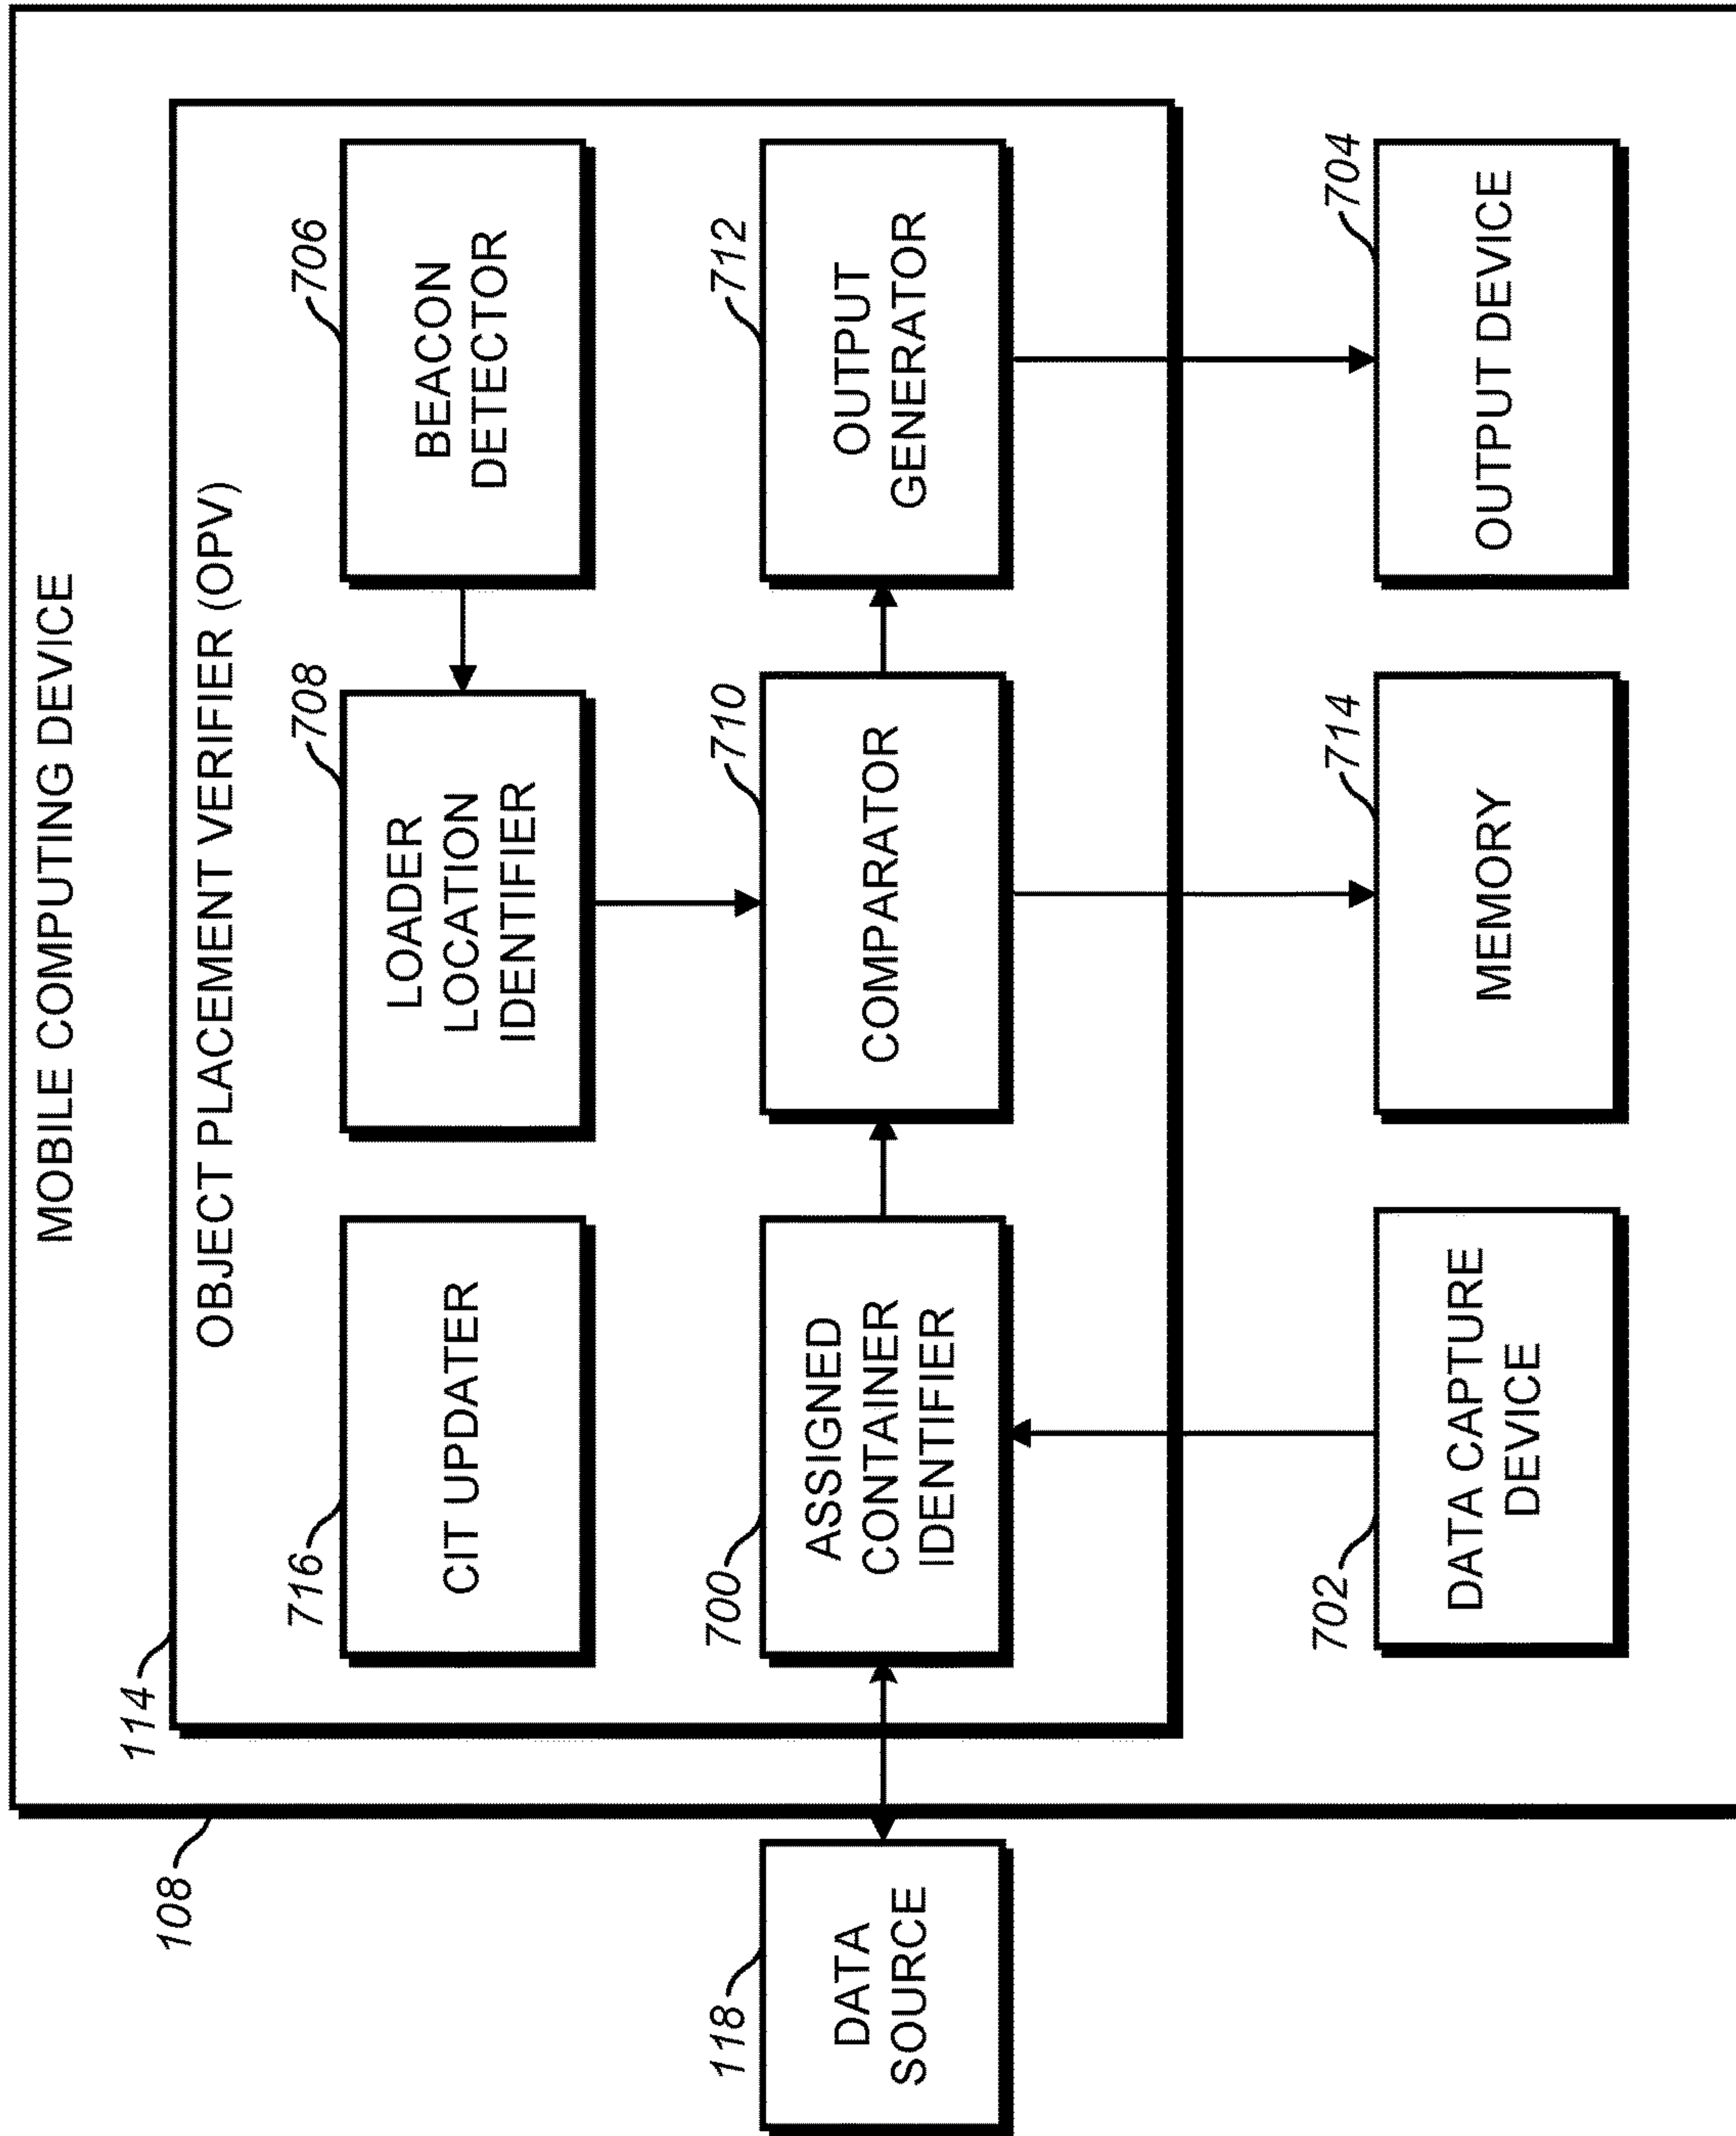 MOBILE COMPUTING DEVICE
108
114
OBJECT PLACEMENT VERIFIER (OPV)
716
CIT UPDATER
708
LOADER
LOCATION
IDENTIFIER
706
BEACON
DETECTOR
118
DATA
SOURCE
700
ASSIGNED
CONTAINER
IDENTIFIER
710
COMPARATOR
712
OUTPUT
GENERATOR
702
DATA CAPTURE
DEVICE
714
MEMORY
704
OUTPUT DEVICE